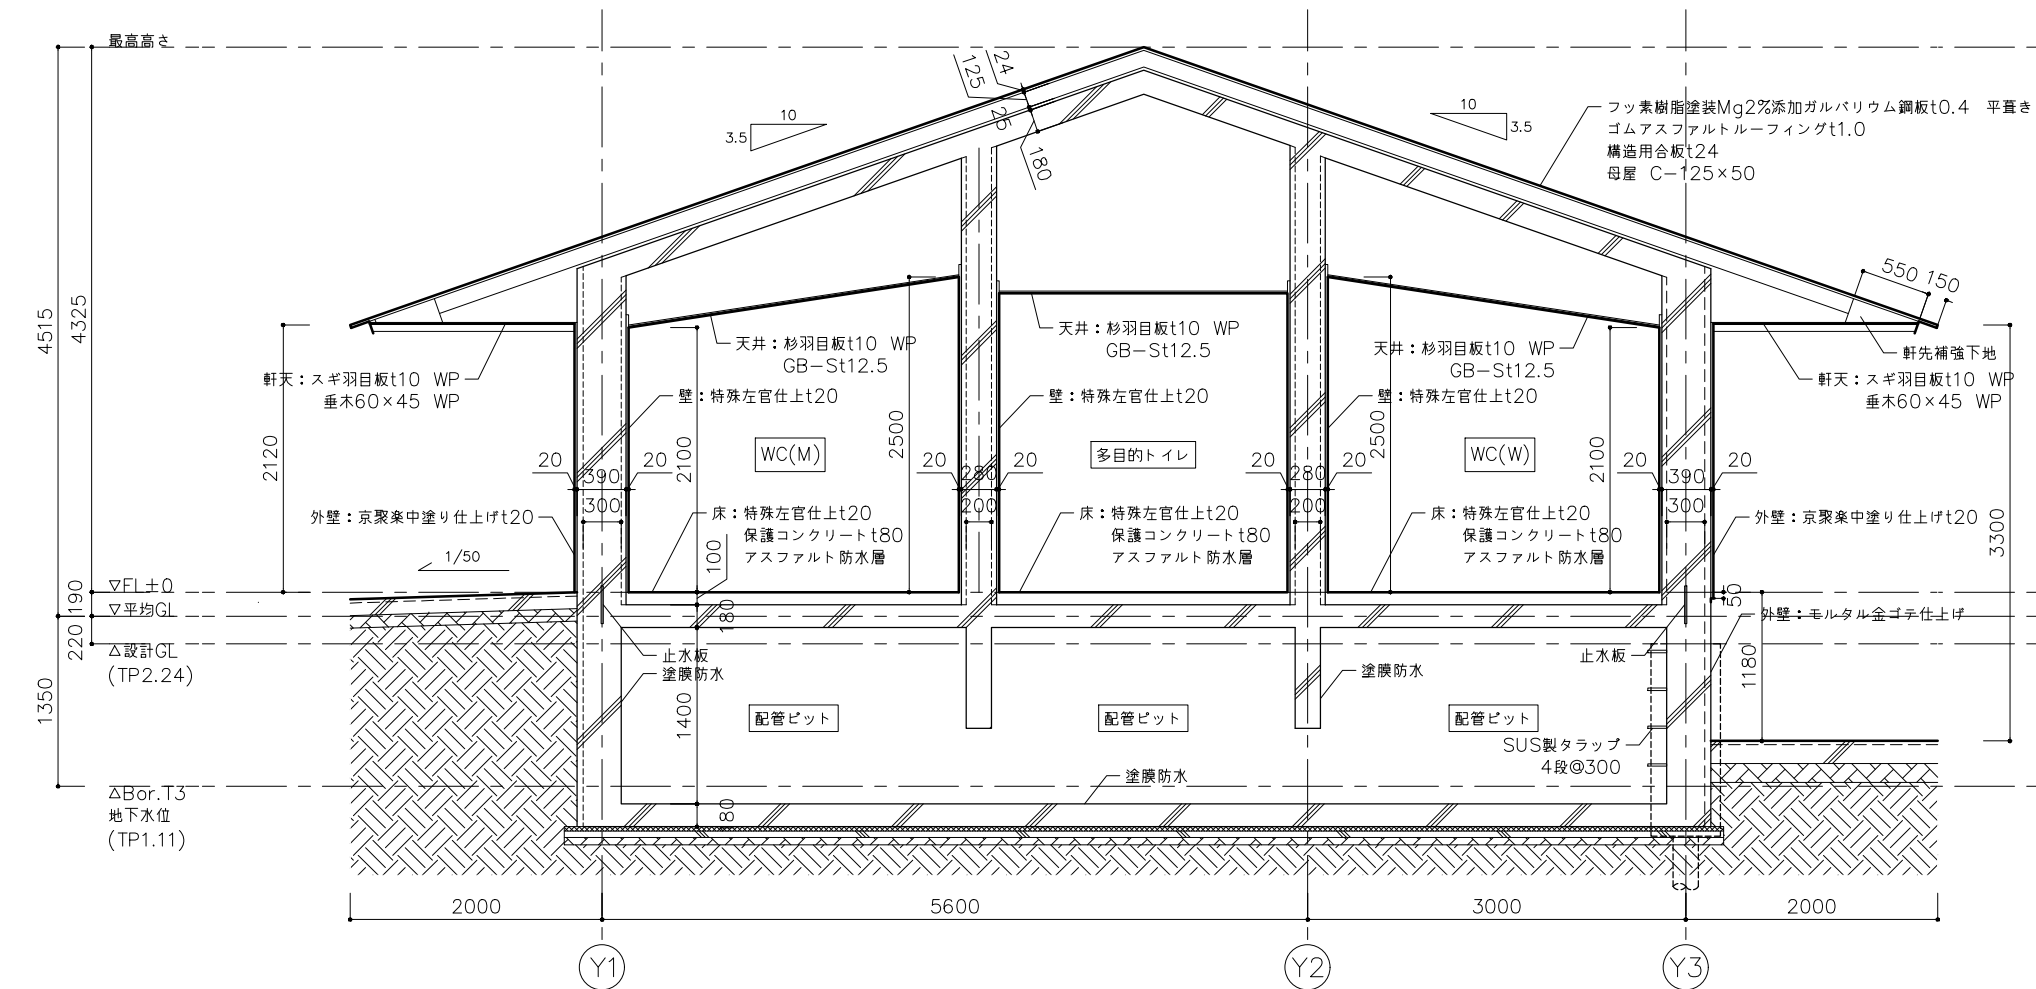 最高高さ
24
125
25
180
10
3.5
10
3.5
フッ素樹脂塗装Mg2%添加ガルバリウム鋼板t0.4 平葺き
ゴムアスファルトルーフィングt1.0
構造用合板t24
母屋 C-125×50
4515
4325
550
150
天井：杉羽目板t10 WP
GB-St12.5
天井：杉羽目板t10 WP
GB-St12.5
天井：杉羽目板t10 WP
GB-St12.5
軒先補強下地
軒天：スギ羽目板t10 WP
垂木60×45 WP
軒天：スギ羽目板t10 WP
垂木60×45 WP
壁：特殊左官仕上t20
壁：特殊左官仕上t20
壁：特殊左官仕上t20
2120
2100
2500
2500
2100
3300
WC(M)
多目的トイレ
WC(W)
20
390
20
20
280
20
20
280
20
20
390
20
300
200
200
300
外壁：京聚楽中塗り仕上げt20
床：特殊左官仕上t20
保護コンクリートt80
アスファルト防水層
床：特殊左官仕上t20
保護コンクリートt80
アスファルト防水層
床：特殊左官仕上t20
保護コンクリートt80
アスファルト防水層
外壁：京聚楽中塗り仕上げt20
1/50
100
▽FL±0
190
▽平均GL
180
50
外壁：モルタル金ゴテ仕上げ
220
△設計GL
(TP2.24)
止水板
塗膜防水
塗膜防水
止水板
1180
1350
1400
配管ピット
配管ピット
配管ピット
SUS製タラップ
4段@300
塗膜防水
△Bor.T3
地下水位
(TP1.11)
180
2000
5600
3000
2000
Y1
Y2
Y3